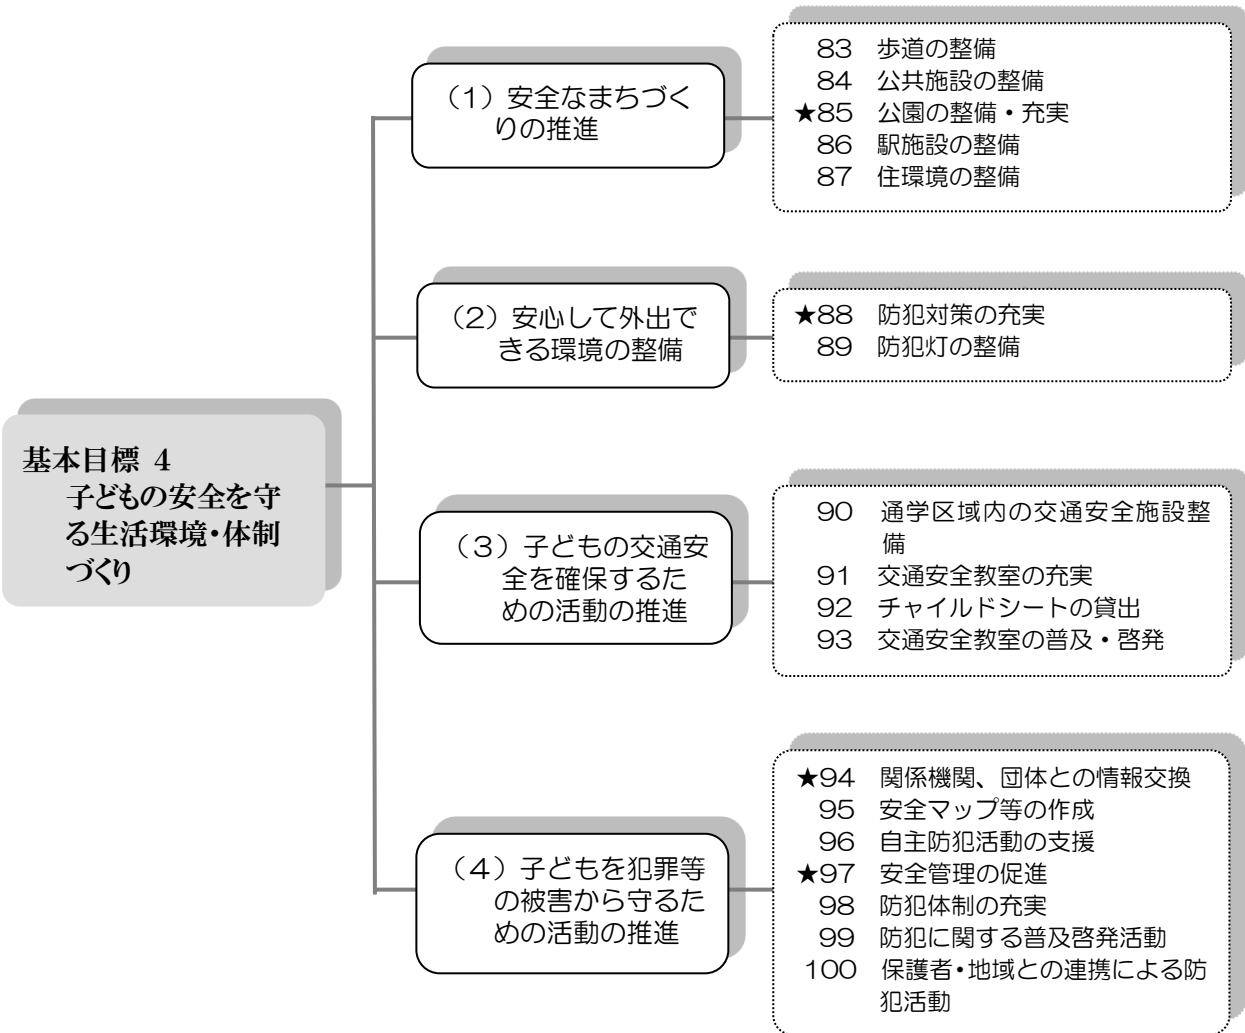 基本目標 4
子どもの安全を守
る生活環境・体制
づくり
（1）安全なまちづく
りの推進
83 歩道の整備
84 公共施設の整備
★85 公園の整備・充実
86 駅施設の整備
87 住環境の整備
（2）安心して外出で
きる環境の整備
★88 防犯対策の充実
89 防犯灯の整備
（3）子どもの交通安
全を確保するた
めの活動の推進
90 通学区域内の交通安全施設整
備
91 交通安全教室の充実
92 チャイルドシートの貸出
93 交通安全教室の普及・啓発
（4）子どもを犯罪等
の被害から守るた
めの活動の推進
★94 関係機関、団体との情報交換
95 安全マップ等の作成
96 自主防犯活動の支援
★97 安全管理の促進
98 防犯体制の充実
99 防犯に関する普及啓発活動
100 保護者・地域との連携による防
犯活動